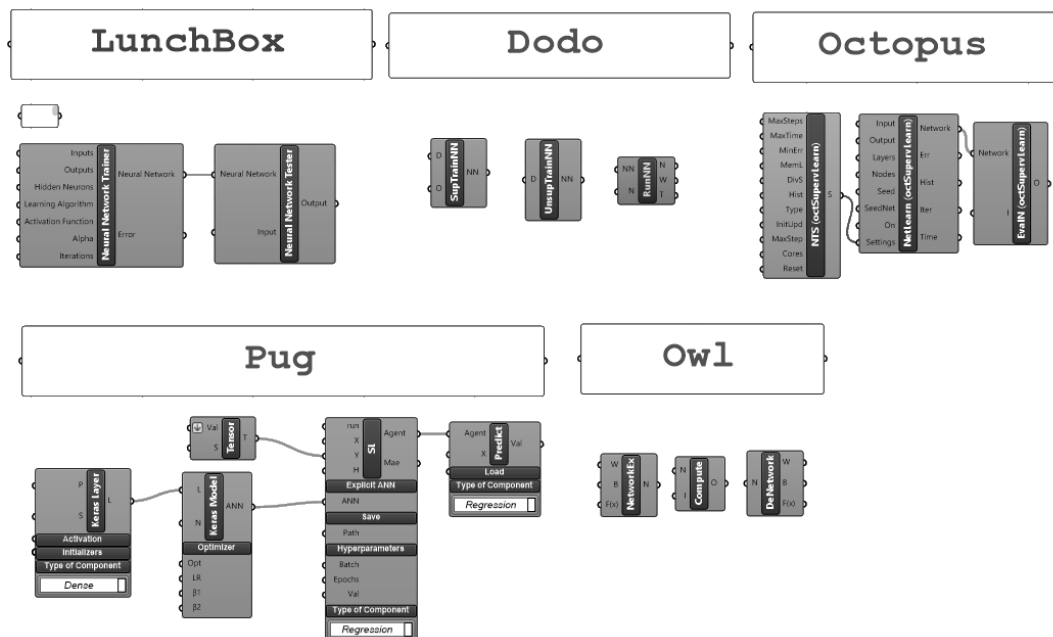 LunchBox
Dodo
Octopus
Inputs
Outputs
Hidden Neurons
Learning Algorithm
Activation Function
Alpha
Iterations
Neural Network Trainer
Neural Network
Error
Neural Network
Input
Neural Network Tester
Output
D
O
SupTrainNN
NN
D
UnsupTrainNN
NN
NN
N
RunNN
N
W
T
MaxSteps
MaxTime
MinErr
MemL
DivS
Hist
Type
InitUpd
MaxStep
Cores
Reset
NTS (octSupervLearn)
S
Input
Output
Layers
Nodes
Seed
SeedNet
On
Settings
NetLearn (octSupervLearn)
Network
Err
Hist
Iter
Time
Network
I
EvalN (octSupervLearn)
O
Pug
Owl
Val
S
Tensor
T
run
X
Y
H
SL
Agent
Mae
Explicit ANN
ANN
Save
Path
Hyperparameters
Batch
Epochs
Val
Type of Component
Regression
Agent
X
Predict
Val
Load
Type of Component
Regression
P
S
Keras Layer
L
Activation
Initializers
Type of Component
Dense
L
N
Keras Model
ANN
Optimizer
Opt
LR
β1
β2
W
B
F(x)
NetworkEx
N
N
I
Compute
O
N
DeNetwork
W
B
F(x)